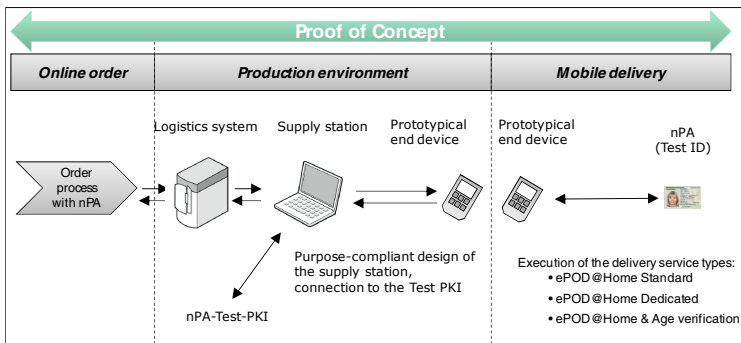 Proof of Concept
Online order
Production environment
Mobile delivery
Logistics system
Supply station
Prototypical
end device
Prototypical
end device
nPA
(Test ID)
Order
process
with nPA
Purpose-compliant design of
the supply station,
connection to the Test PKI
nPA-Test-PKI
Execution of the delivery service types:
• ePOD@Home Standard
• ePOD@Home Dedicated
• ePOD@Home & Age verification